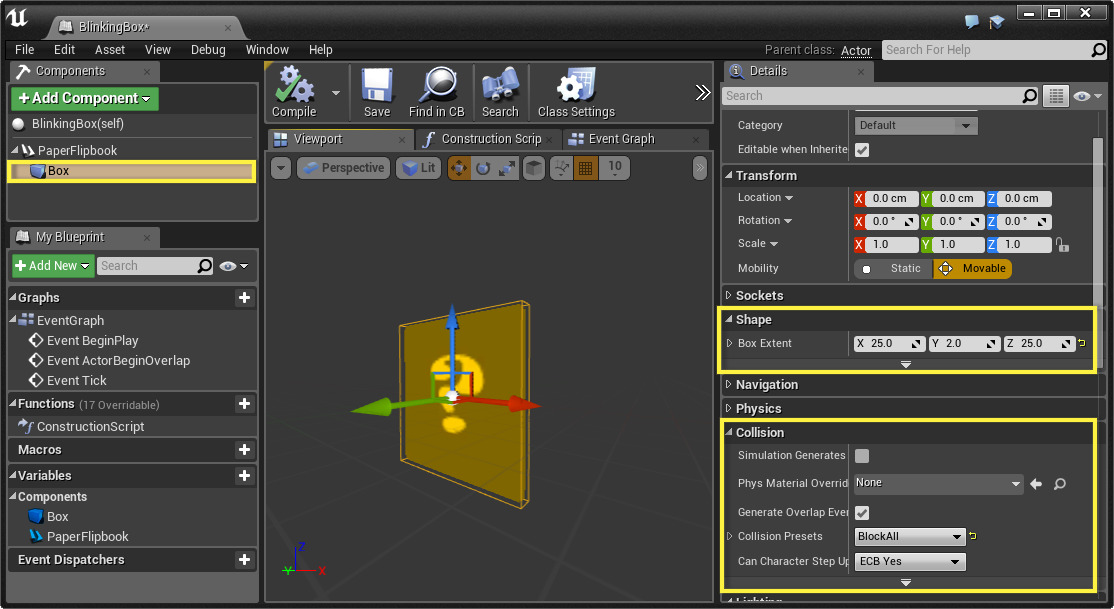 BlinkingBox*
File Edit Asset View Debug Window Help
Parent class: Actor
Search For Help
Components
+Add Component
BlinkingBox(self)
PaperFlipbook
Box
My Blueprint
+Add New
Search
Graphs
EventGraph
Event BeginPlay
Event ActorBeginOverlap
Event Tick
Functions (17 Overridable)
ConstructionScript
Macros
Variables
Components
Box
PaperFlipbook
Event Dispatchers
Compile
Save
Find in CB
Search
Class Settings
Viewport
Construction Scrip
Event Graph
Perspective
Lit
10
?
Z
Y
X
Details
Search
Category Default
Editable when Inherite
Transform
Location X 0.0 cm Y 0.0 cm Z 0.0 cm
Rotation X 0.0 ° Y 0.0 ° Z 0.0 °
Scale X 1.0 Y 1.0 Z 1.0
Mobility Static Movable
Sockets
Shape
Box Extent X 25.0 Y 2.0 Z 25.0
Navigation
Physics
Collision
Simulation Generates
Phys Material Overrid None
Generate Overlap Ever
Collision Presets BlockAll
Can Character Step Up ECB Yes
Lighting